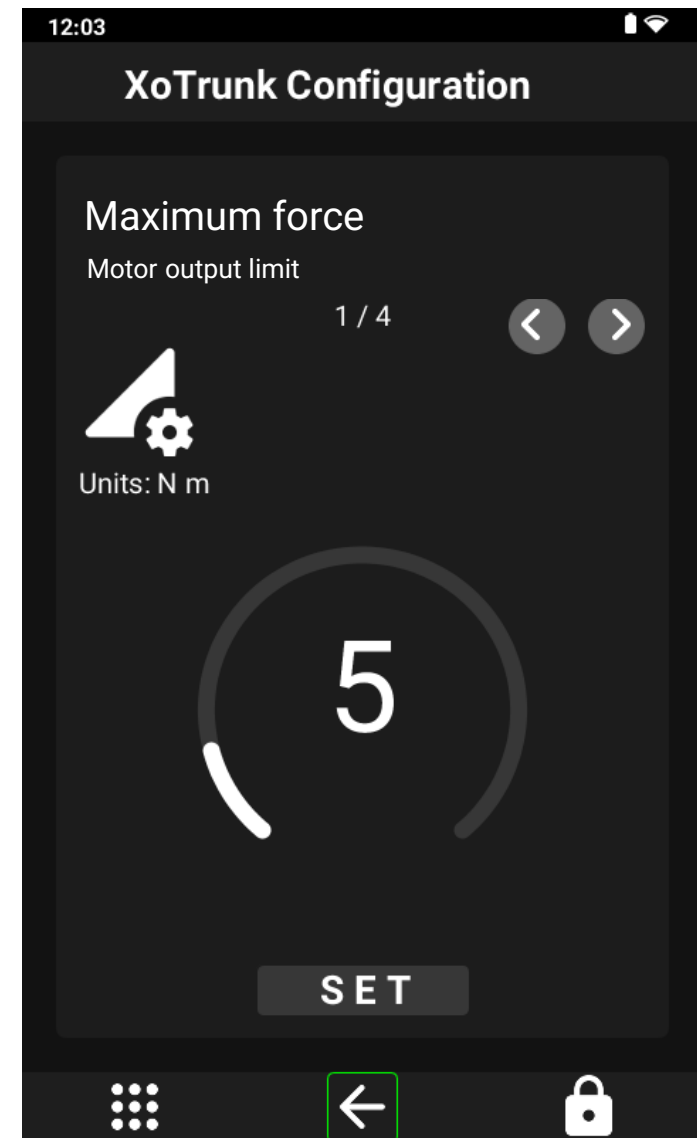 12:03
XoTrunk Configuration
Maximum force
Motor output limit
1 / 4
Units: N m
5
SET